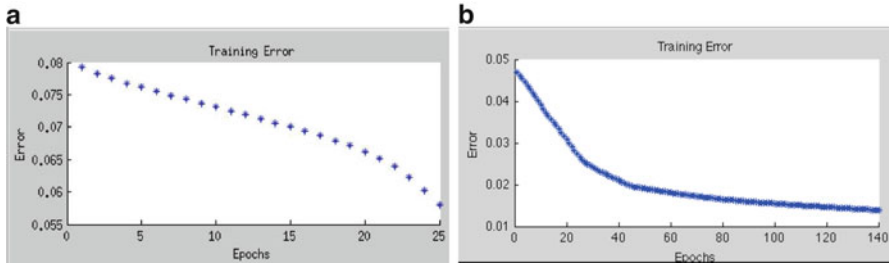 a
Training Error
0.08
0.075
0.07
0.065
0.06
0.055
Error
0 5 10 15 20 25
Epochs
b
Training Error
0.05
0.04
0.03
0.02
0.01
Error
0 20 40 60 80 100 120 140
Epochs